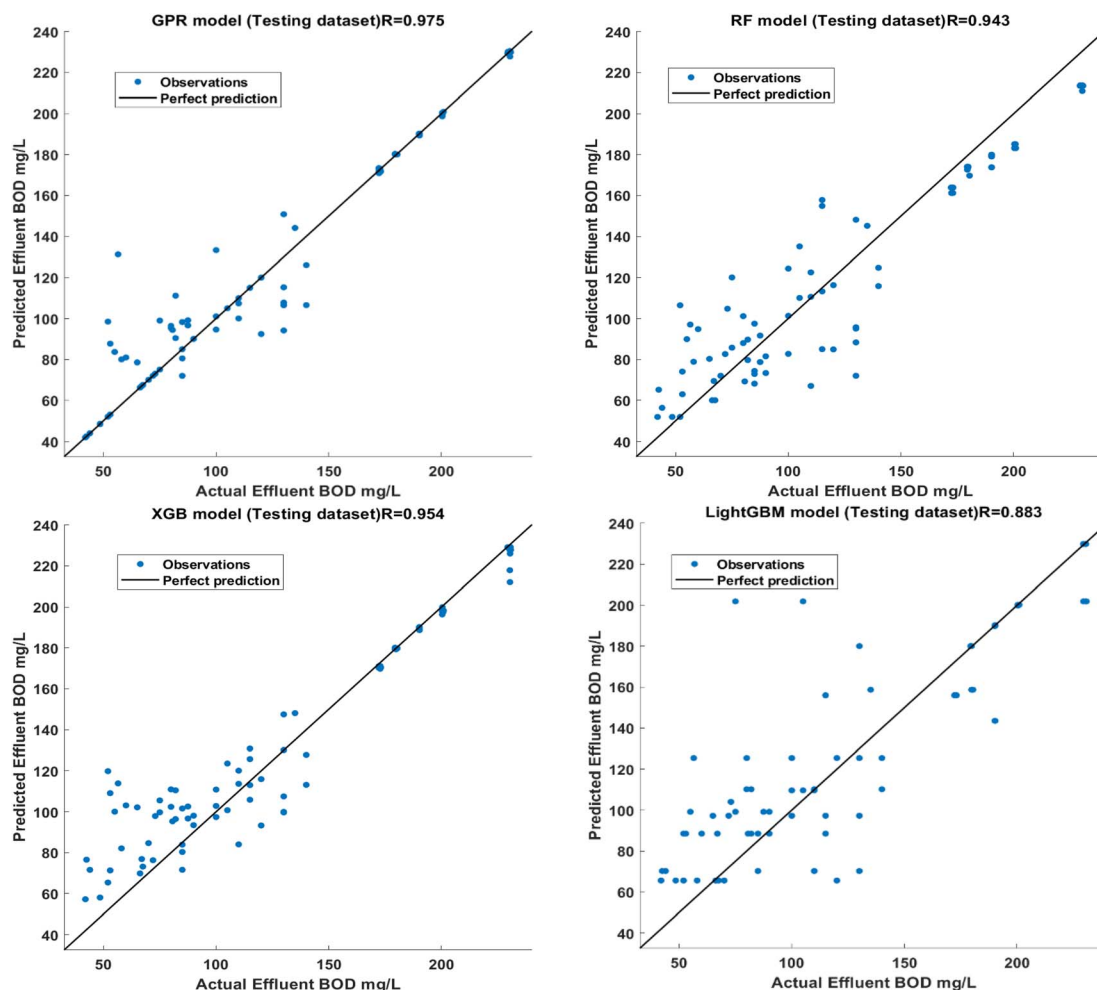 GPR model (Testing dataset)R=0.975
240
220
200
180
160
140
120
100
80
60
40
Predicted Effluent BOD mg/L
Observations
Perfect prediction
50 100 150 200
Actual Effluent BOD mg/L
RF model (Testing dataset)R=0.943
240
220
200
180
160
140
120
100
80
60
40
Predicted Effluent BOD mg/L
Observations
Perfect prediction
50 100 150 200
Actual Effluent BOD mg/L
XGB model (Testing dataset)R=0.954
240
220
200
180
160
140
120
100
80
60
40
Predicted Effluent BOD mg/L
Observations
Perfect prediction
50 100 150 200
Actual Effluent BOD mg/L
LightGBM model (Testing dataset)R=0.883
240
220
200
180
160
140
120
100
80
60
40
Predicted Effluent BOD mg/L
Observations
Perfect prediction
50 100 150 200
Actual Effluent BOD mg/L